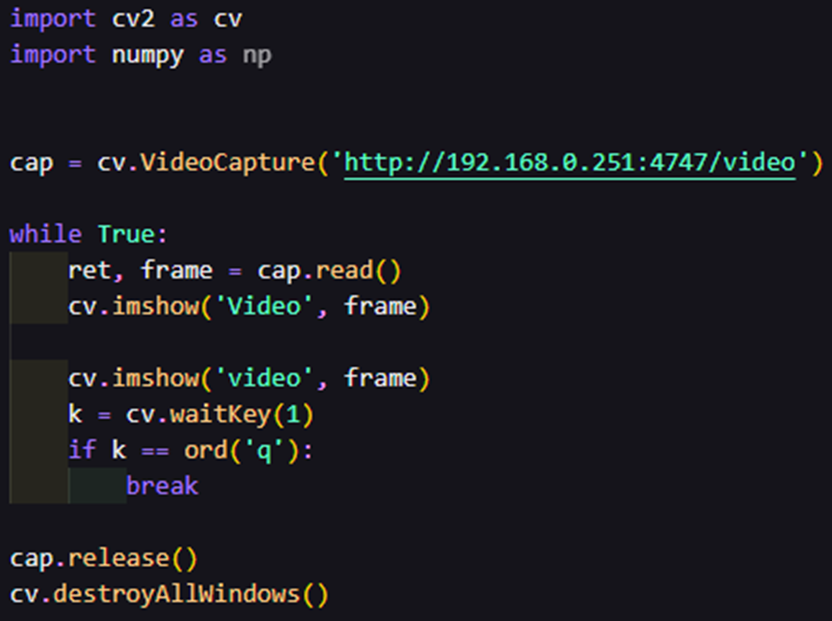 import cv2 as cv
import numpy as np
cap = cv.VideoCapture('http://192.168.0.251:4747/video')
while True:
    ret, frame = cap.read()
    cv.imshow('Video', frame)
    cv.imshow('video', frame)
    k = cv.waitKey(1)
    if k == ord('q'):
        break
cap.release()
cv.destroyAllWindows()